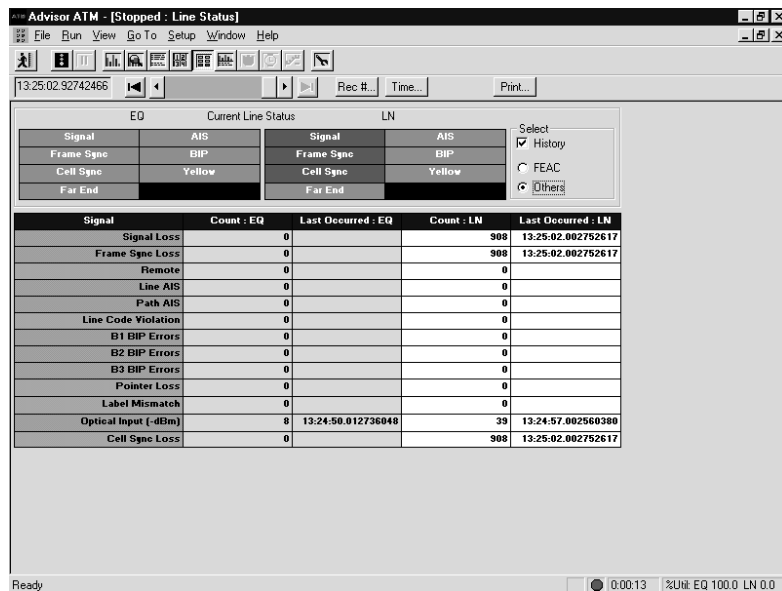 Advisor ATM - [Stopped : Line Status]
File Run View Go To Setup Window Help
13:25:02.92742466 Rec #... Time... Print...
EQ Current Line Status LN
Signal AIS Signal AIS
Frame Sync BIP Frame Sync BIP
Cell Sync Yellow Cell Sync Yellow
Far End Far End
Select
History
FEAC
Others
Signal Count : EQ Last Occurred : EQ Count : LN Last Occurred : LN
Signal Loss 0 908 13:25:02.002752617
Frame Sync Loss 0 908 13:25:02.002752617
Remote 0 0
Line AIS 0 0
Path AIS 0 0
Line Code Violation 0 0
B1 BIP Errors 0 0
B2 BIP Errors 0 0
B3 BIP Errors 0 0
Pointer Loss 0 0
Label Mismatch 0 0
Optical Input (-dBm) 8 13:24:50.012736048 39 13:24:57.002560380
Cell Sync Loss 0 908 13:25:02.002752617
Ready 0:00:13 %Util: EQ 100.0 LN 0.0